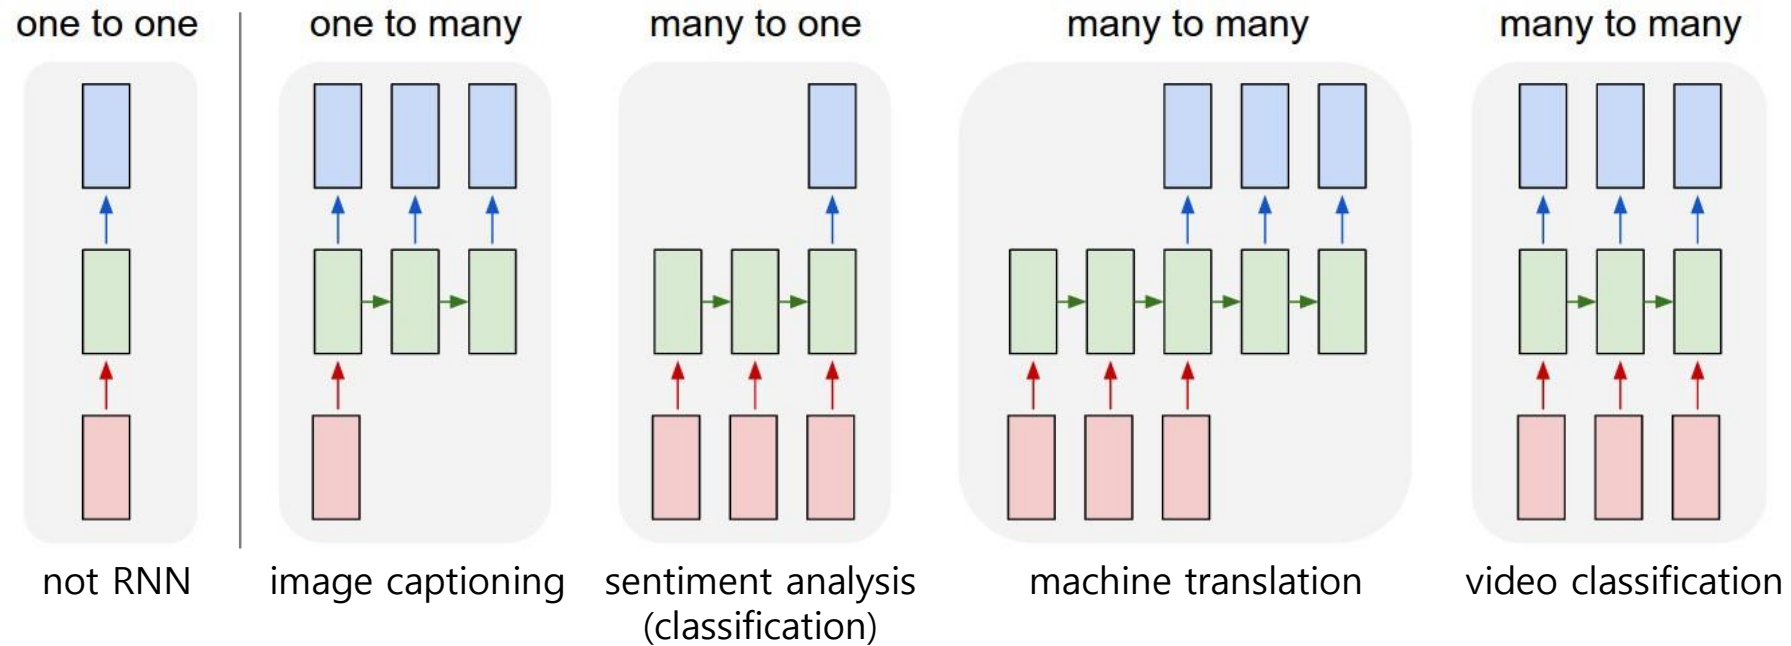 one to one
one to many
many to one
many to many
many to many
not RNN
image captioning
sentiment analysis
(classification)
machine translation
video classification